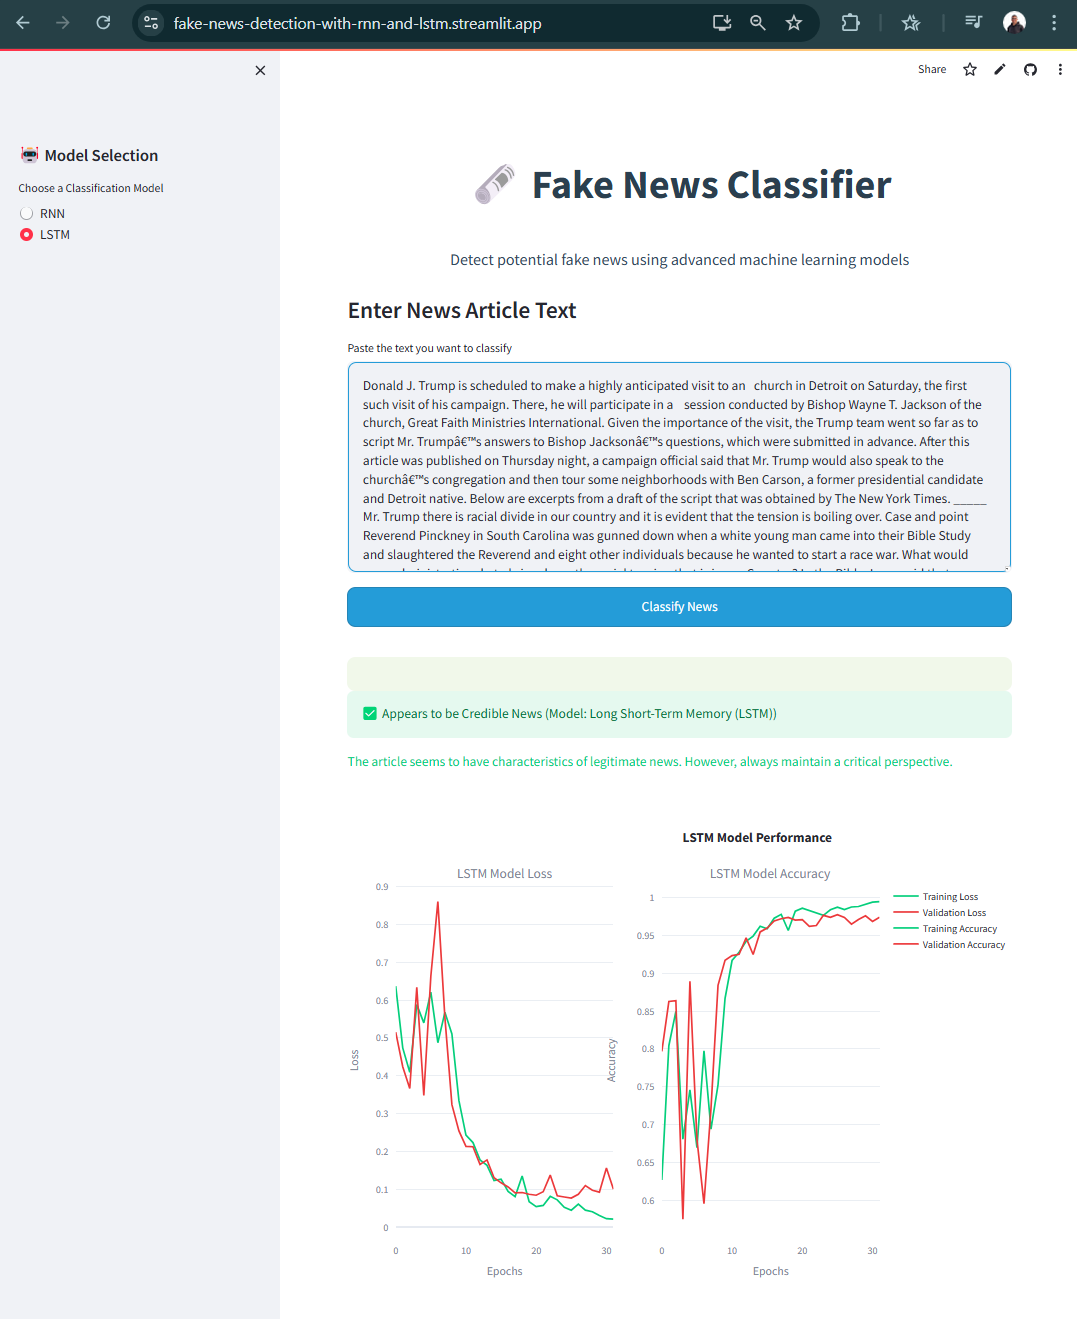 fake-news-detection-with-rnn-and-lstm.streamlit.app
Share
Model Selection
Choose a Classification Model
RNN
LSTM
Fake News Classifier
Detect potential fake news using advanced machine learning models
Enter News Article Text
Paste the text you want to classify
Donald J. Trump is scheduled to make a highly anticipated visit to an church in Detroit on Saturday, the first
such visit of his campaign. There, he will participate in a session conducted by Bishop Wayne T. Jackson of the
church, Great Faith Ministries International. Given the importance of the visit, the Trump team went so far as to
script Mr. Trumpâ€™s answers to Bishop Jacksonâ€™s questions, which were submitted in advance. After this
article was published on Thursday night, a campaign official said that Mr. Trump would also speak to the
churchâ€™s congregation and then tour some neighborhoods with Ben Carson, a former presidential candidate
and Detroit native. Below are excerpts from a draft of the script that was obtained by The New York Times. _____
Mr. Trump there is racial divide in our country and it is evident that the tension is boiling over. Case and point
Reverend Pinckney in South Carolina was gunned down when a white young man came into their Bible Study
and slaughtered the Reverend and eight other individuals because he wanted to start a race war. What would
Classify News
Appears to be Credible News (Model: Long Short-Term Memory (LSTM))
The article seems to have characteristics of legitimate news. However, always maintain a critical perspective.
LSTM Model Performance
LSTM Model Loss
0.9
0.8
0.7
0.6
0.5
0.4
0.3
0.2
0.1
0
Loss
0 10 20 30
Epochs
LSTM Model Accuracy
1
0.95
0.9
0.85
0.8
0.75
0.7
0.65
0.6
Accuracy
0 10 20 30
Epochs
Training Loss
Validation Loss
Training Accuracy
Validation Accuracy